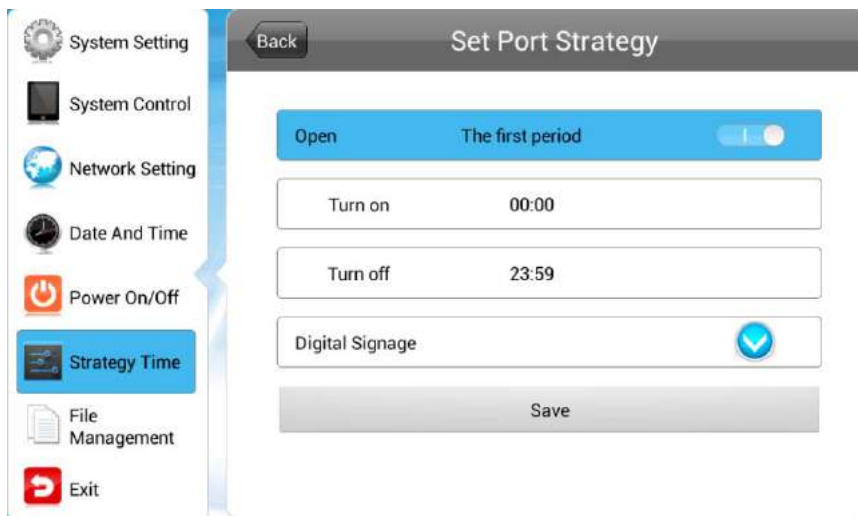 System Setting
System Control
Network Setting
Date And Time
Power On/Off
Strategy Time
File
Management
Exit
Back
Set Port Strategy
Open The first period
Turn on 00:00
Turn off 23:59
Digital Signage
Save